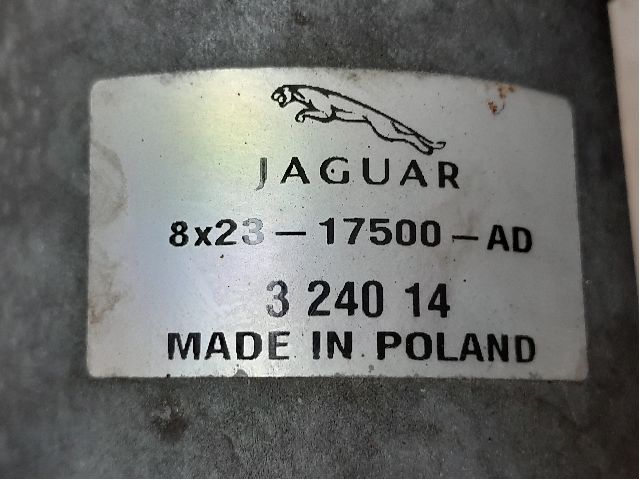 JAGUAR
8x23-17500-AD
3 240 14
MADE IN POLAND